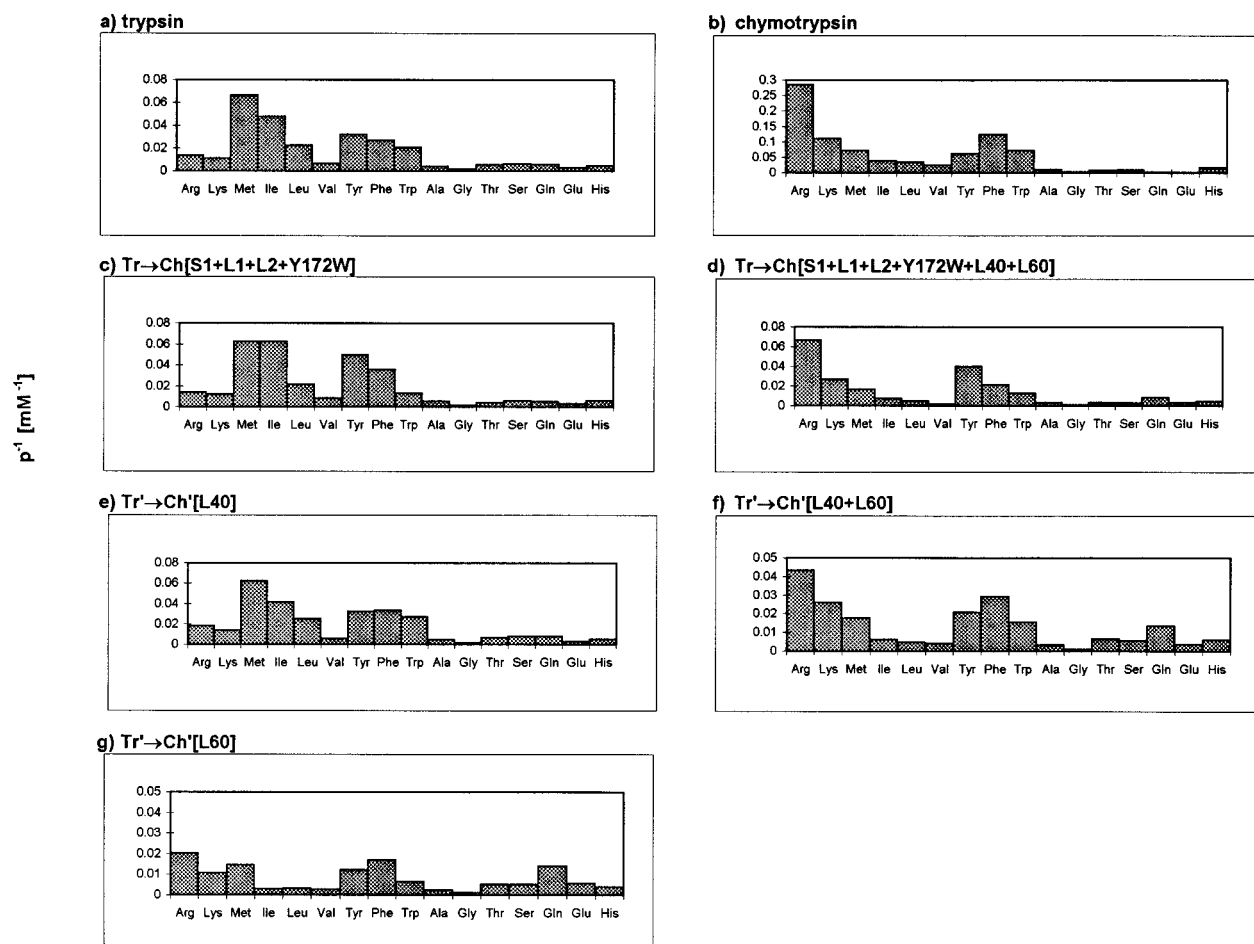 a) trypsin
0.08
0.06
0.04
0.02
0
Arg Lys Met Ile Leu Val Tyr Phe Trp Ala Gly Thr Ser Gln Glu His
b) chymotrypsin
0.3
0.25
0.2
0.15
0.1
0.05
0
Arg Lys Met Ile Leu Val Tyr Phe Trp Ala Gly Thr Ser Gln Glu His
c) Tr→Ch[S1+L1+L2+Y172W]
0.08
0.06
0.04
0.02
0
Arg Lys Met Ile Leu Val Tyr Phe Trp Ala Gly Thr Ser Gln Glu His
d) Tr→Ch[S1+L1+L2+Y172W+L40+L60]
0.08
0.06
0.04
0.02
0
Arg Lys Met Ile Leu Val Tyr Phe Trp Ala Gly Thr Ser Gln Glu His
p⁻¹ [mM⁻¹]
e) Tr'→Ch'[L40]
0.08
0.06
0.04
0.02
0
Arg Lys Met Ile Leu Val Tyr Phe Trp Ala Gly Thr Ser Gln Glu His
f) Tr'→Ch'[L40+L60]
0.05
0.04
0.03
0.02
0.01
0
Arg Lys Met Ile Leu Val Tyr Phe Trp Ala Gly Thr Ser Gln Glu His
g) Tr'→Ch'[L60]
0.05
0.04
0.03
0.02
0.01
0
Arg Lys Met Ile Leu Val Tyr Phe Trp Ala Gly Thr Ser Gln Glu His